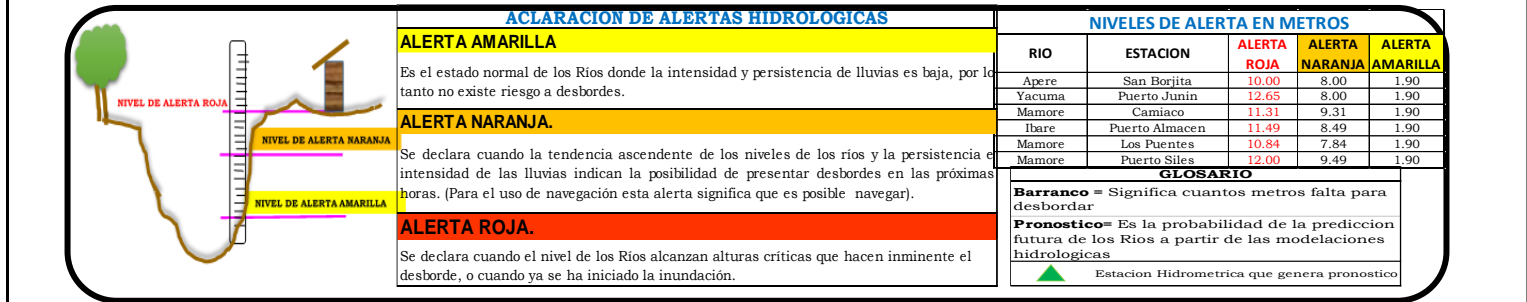 NIVEL DE ALERTA ROJA
NIVEL DE ALERTA NARANJA
NIVEL DE ALERTA AMARILLA
ACLARACION DE ALERTAS HIDROLOGICAS
ALERTA AMARILLA
Es el estado normal de los Ríos donde la intensidad y persistencia de lluvias es baja, por lo
tanto no existe riesgo a desbordes.
ALERTA NARANJA.
Se declara cuando la tendencia ascendente de los niveles de los ríos y la persistencia e
intensidad de las lluvias indican la posibilidad de presentar desbordes en las próximas
horas. (Para el uso de navegación esta alerta significa que es posible navegar).
ALERTA ROJA.
Se declara cuando el nivel de los Rios alcanzan alturas críticas que hacen inminente el
desborde, o cuando ya se ha iniciado la inundación.
NIVELES DE ALERTA EN METROS
RIO ESTACION ALERTA ROJA ALERTA NARANJA ALERTA AMARILLA
Apere San Borjita 10.00 8.00 1.90
Yacuma Puerto Junin 12.65 8.00 1.90
Mamore Camiaco 11.31 9.31 1.90
Ibare Puerto Almacen 11.49 8.49 1.90
Mamore Los Puentes 10.84 7.84 1.90
Mamore Puerto Siles 12.00 9.49 1.90
GLOSARIO
Barranco = Significa cuantos metros falta para
desbordar
Pronostico= Es la probabilidad de la prediccion
futura de los Rios a partir de las modelaciones
hidrologicas
Estacion Hidrometrica que genera pronostico